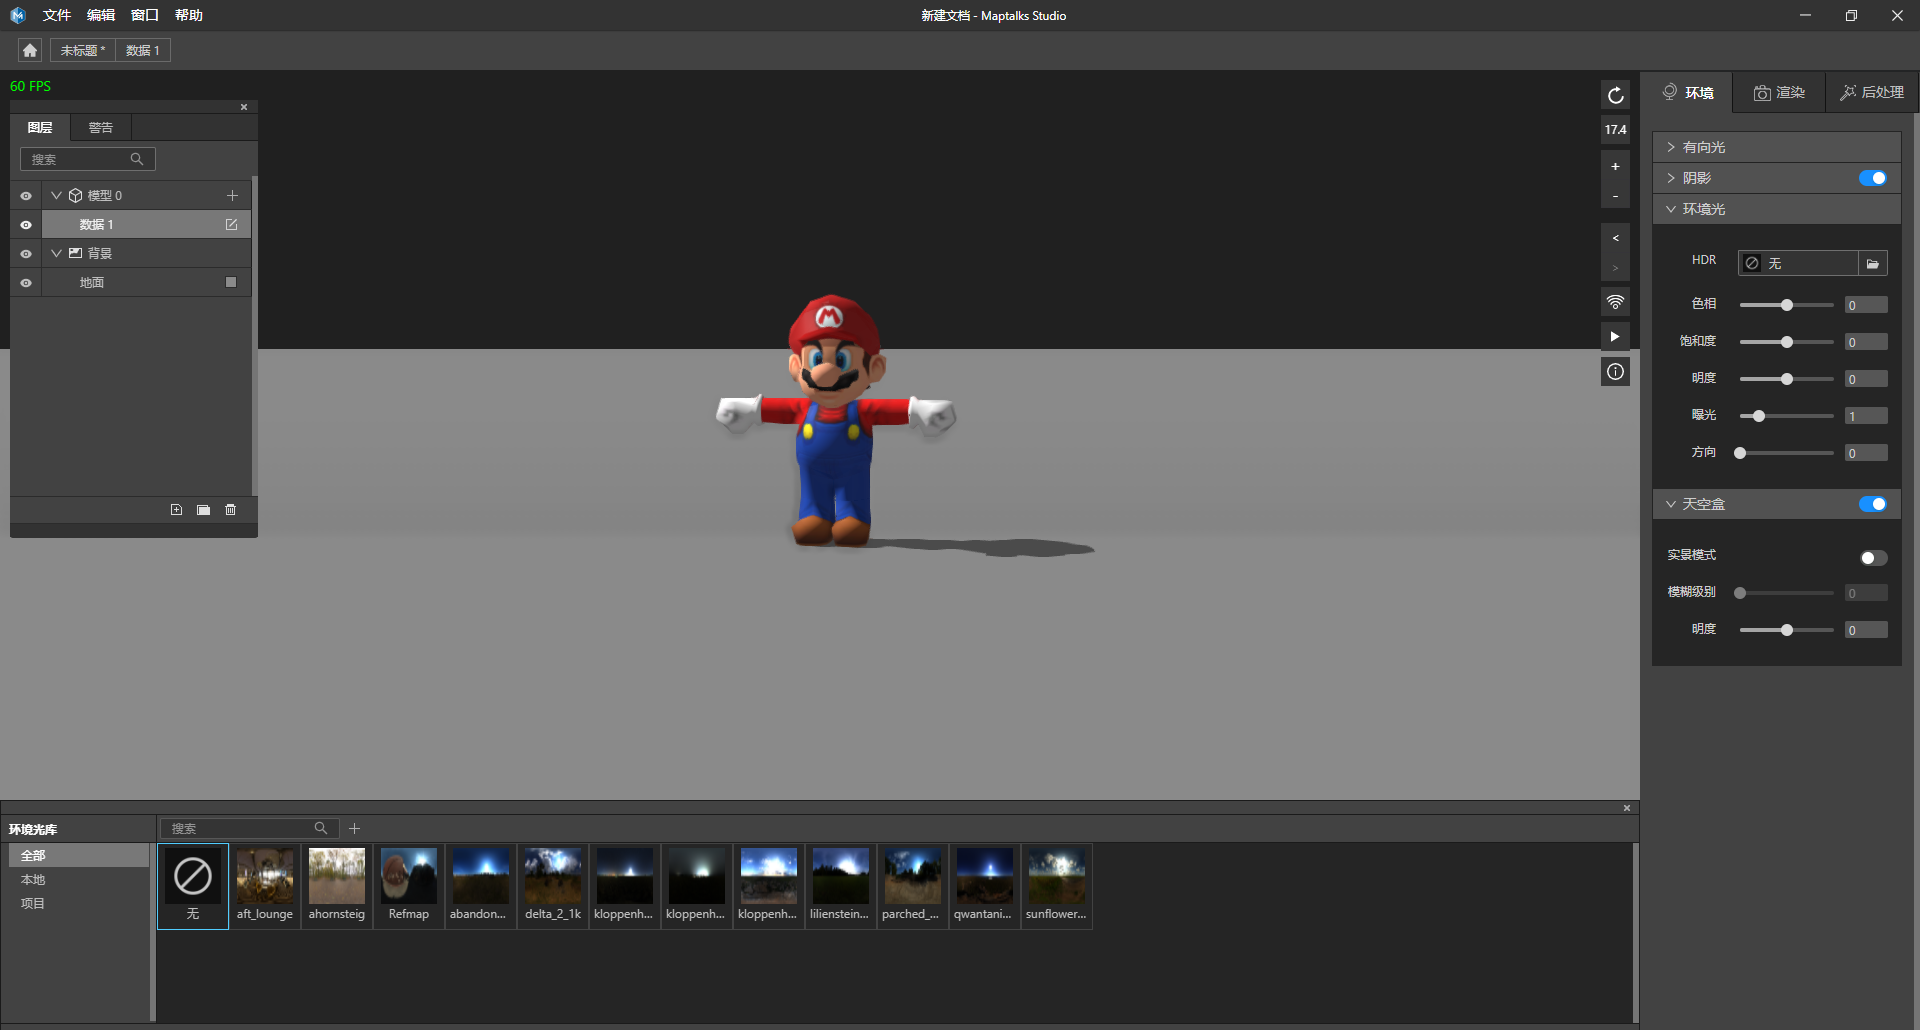 文件 编辑 窗口 帮助
新建文档 - Maptalks Studio
未标题 * 数据 1
60 FPS
图层 警告
搜索
模型 0
数据 1
背景
地面
17.4
+
-
<
>
环境 渲染 后处理
有向光
阴影
环境光
HDR 无
色相 0
饱和度 0
明度 0
曝光 1
方向 0
天空盒
实景模式
模糊级别 0
明度 0
环境光库
搜索
全部
本地
项目
无 aft_lounge ahornsteig Refmap abandon... delta_2_1k kloppenh... kloppenh... kloppenh... lilienstein... parched_... qwantani... sunflower...
M